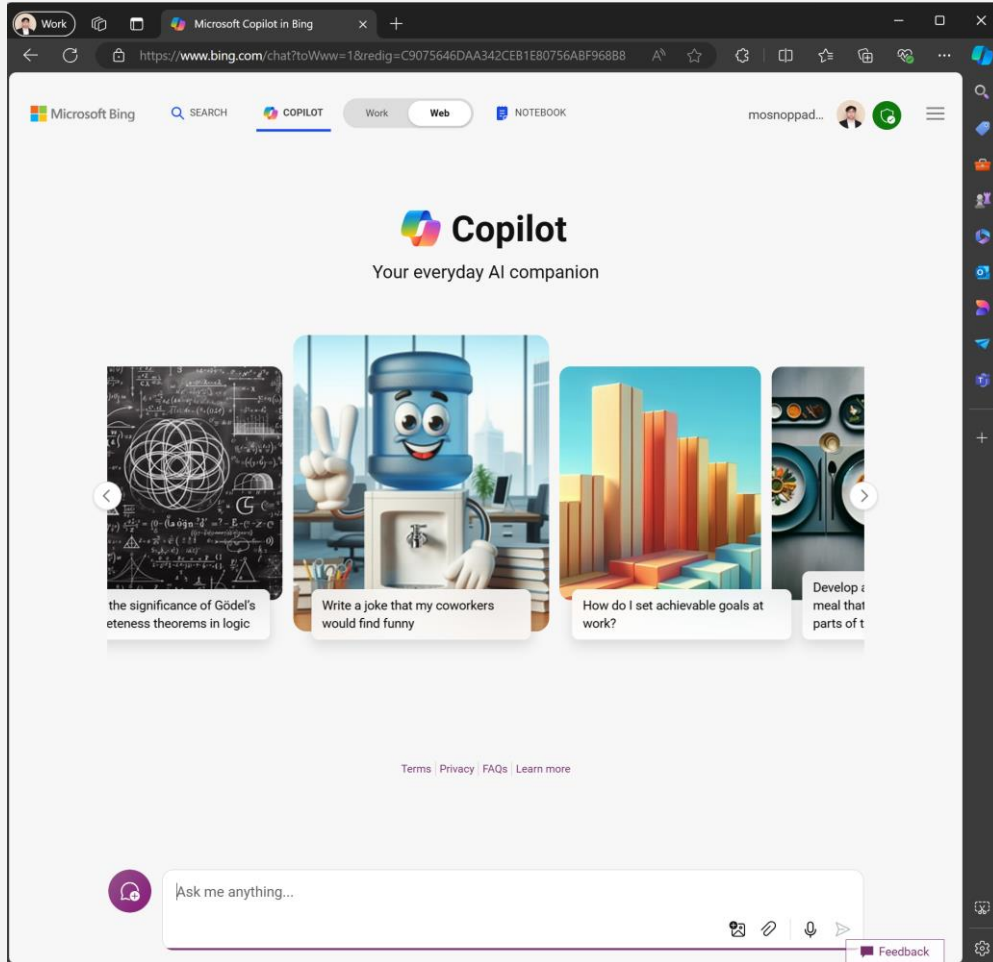 Work
Microsoft Copilot in Bing
https://www.bing.com/chat?toWww=1&redig=C9075646DAA342CEB1E80756ABF968B8
Microsoft Bing
SEARCH
COPILOT
Work
Web
NOTEBOOK
mosnoppad...
Copilot
Your everyday AI companion
the significance of Gödel's
eteness theorems in logic
Write a joke that my coworkers
would find funny
How do I set achievable goals at
work?
Develop a
meal that
parts of t
Terms
Privacy
FAQs
Learn more
Ask me anything...
Feedback